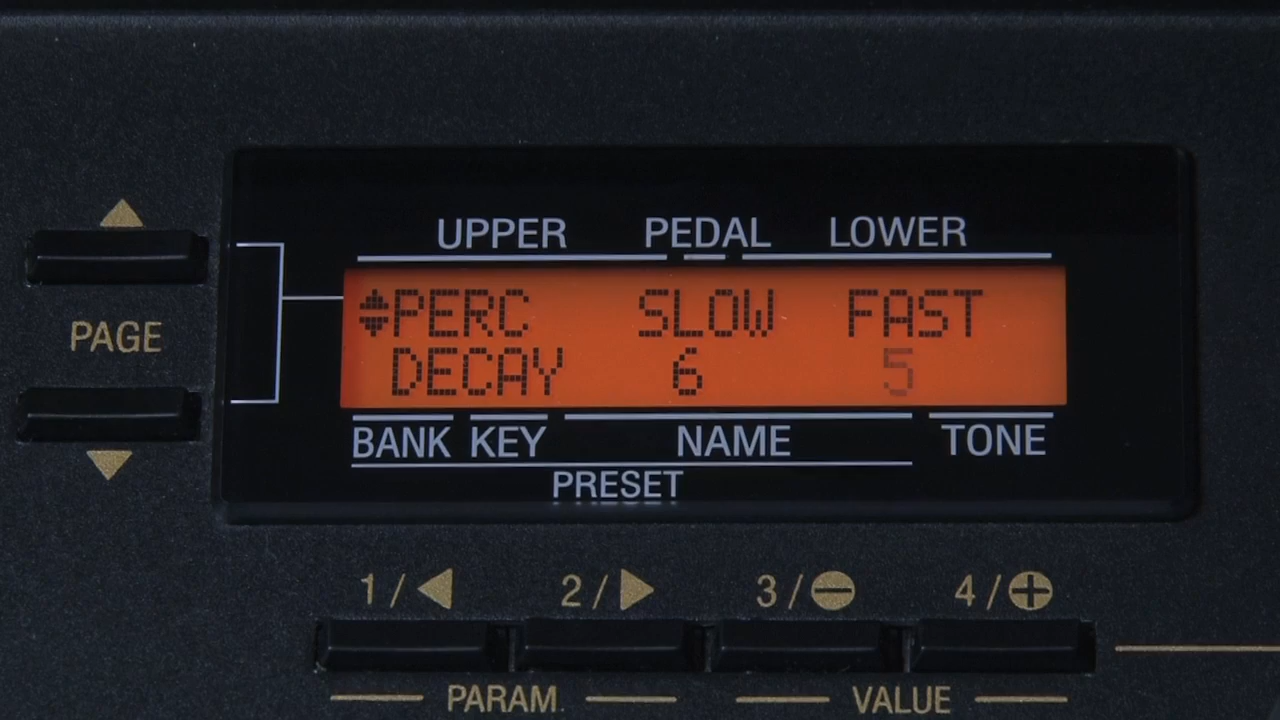 UPPER PEDAL LOWER
PERC SLOW FAST
DECAY 6 5
PAGE
BANK KEY NAME TONE
PRESET
1/ 2/ 3/ 4/
PARAM. VALUE